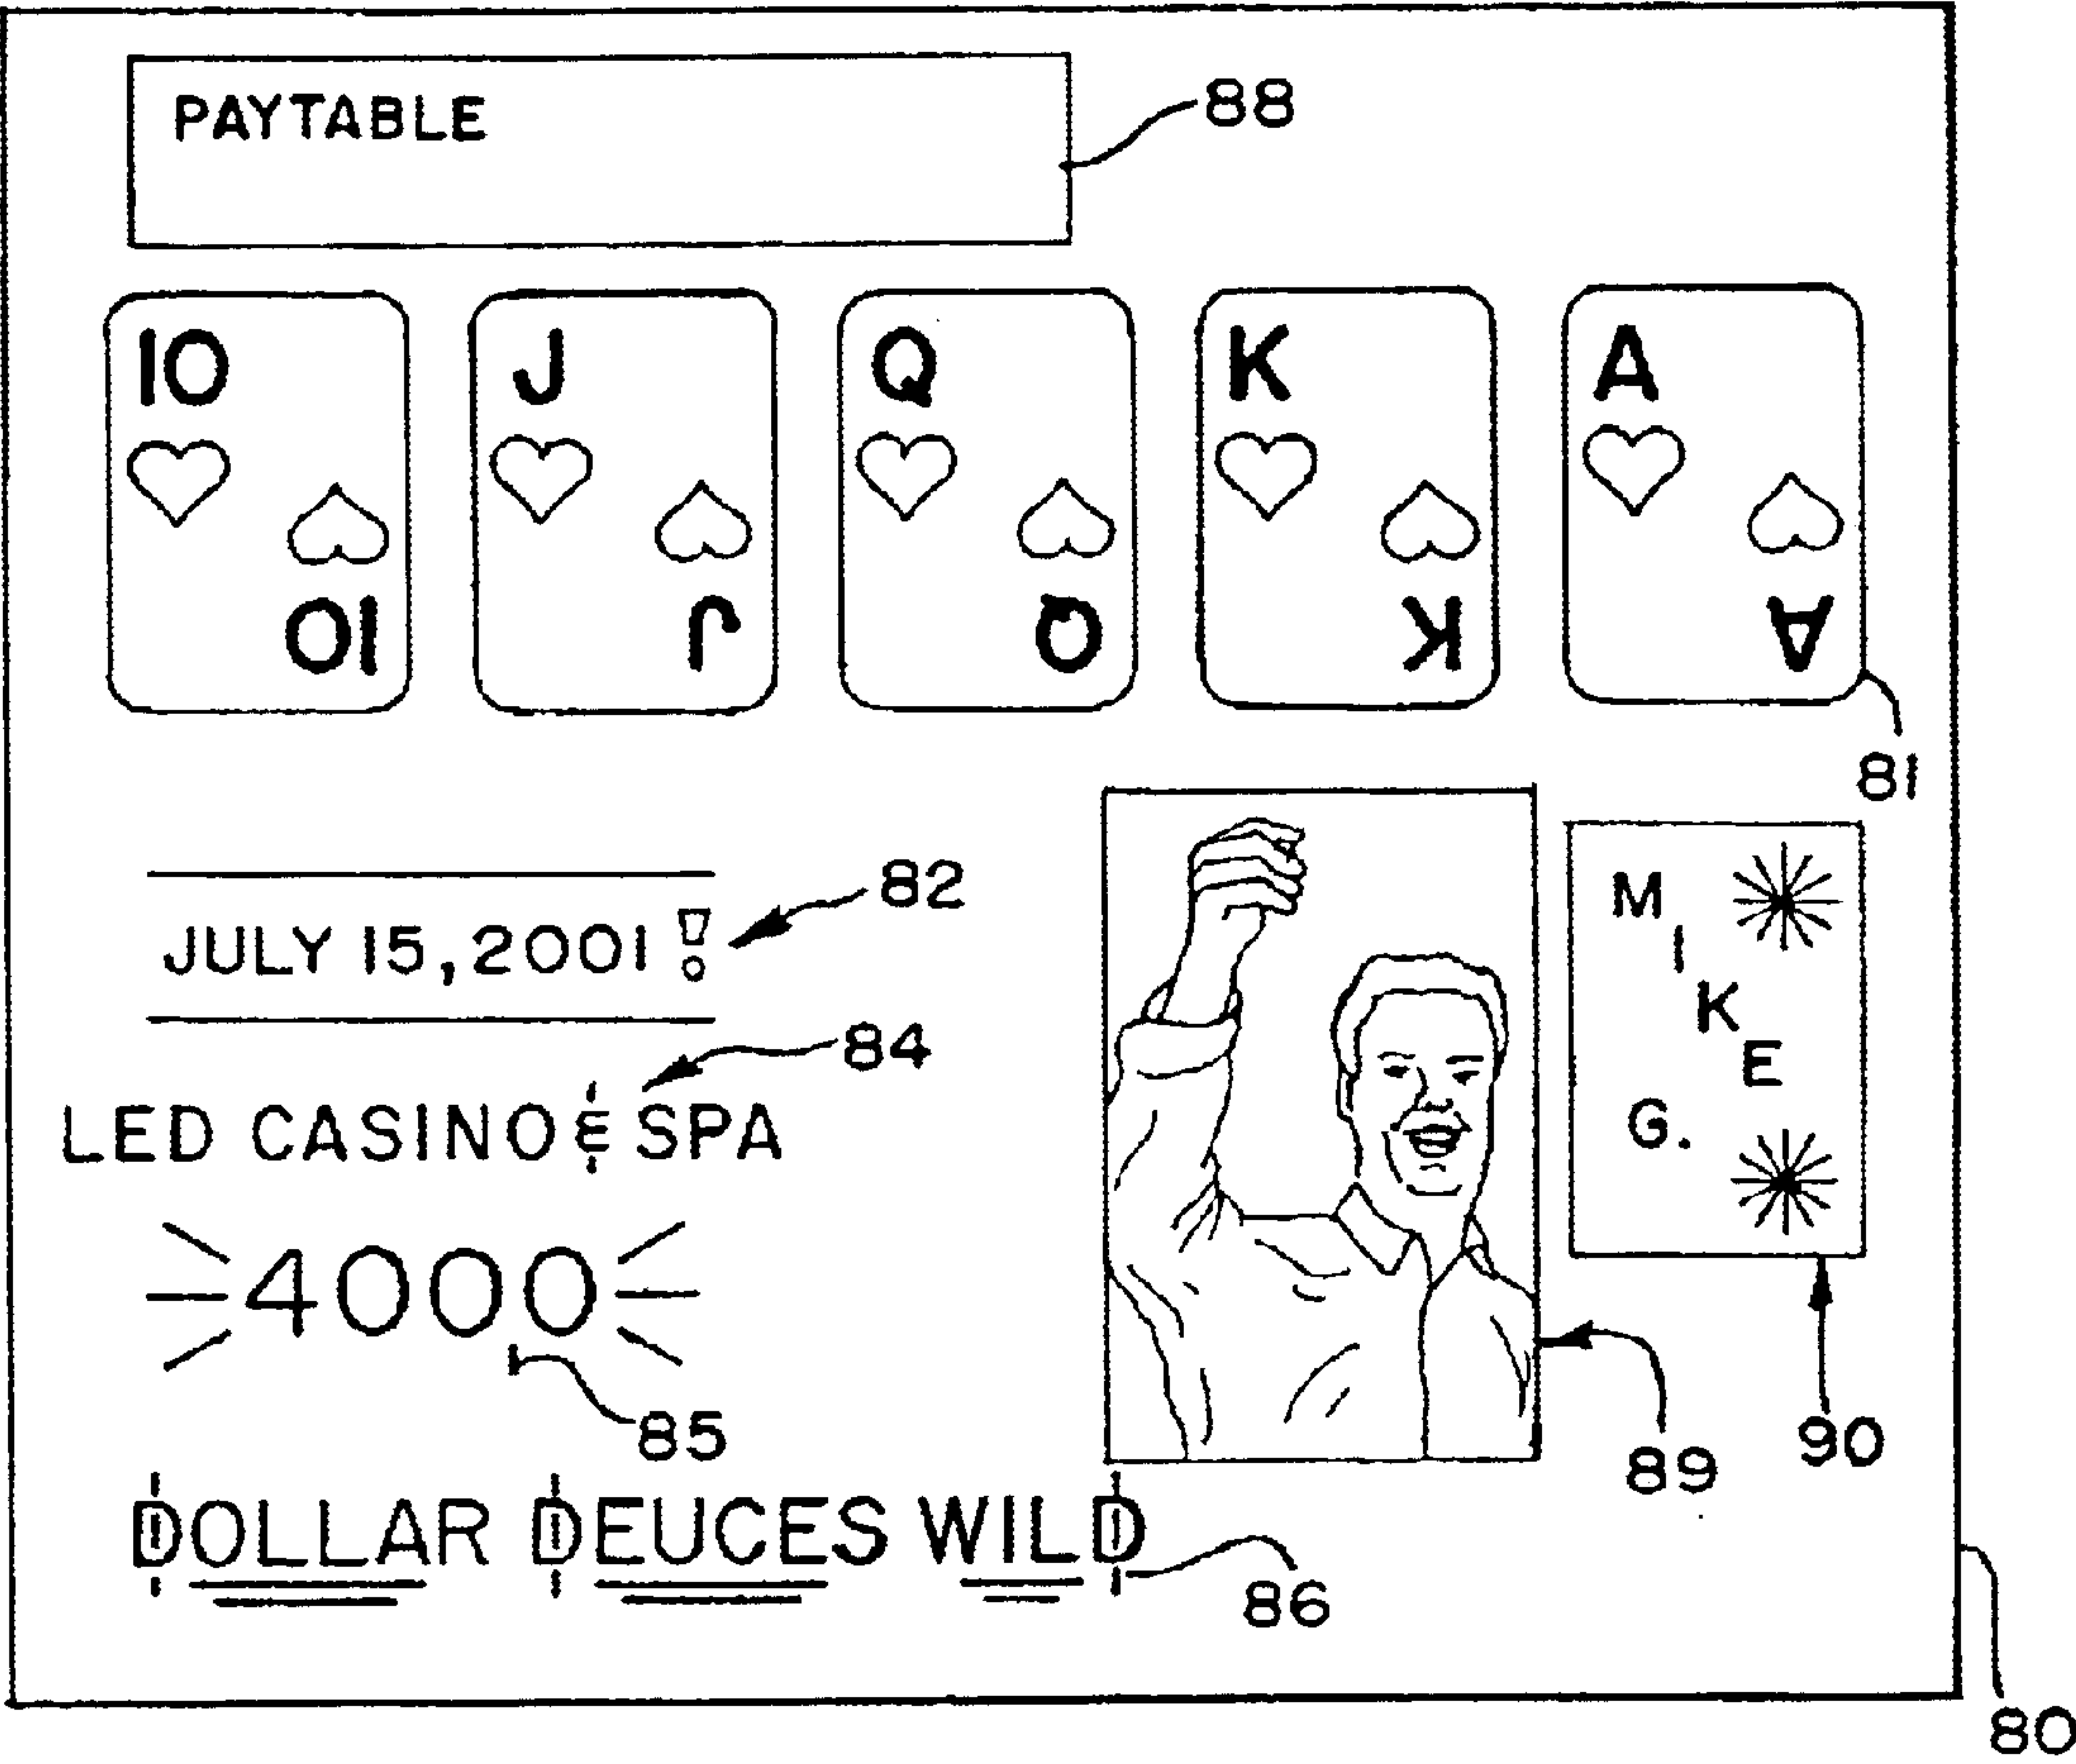 PAYTABLE
88
10 J Q K A
10 J Q K A
81
82
JULY 15, 2001!
84
LED CASINO & SPA
4000
85
DOLLAR DEUCES WILD
86
MIKE
G.
89
90
80